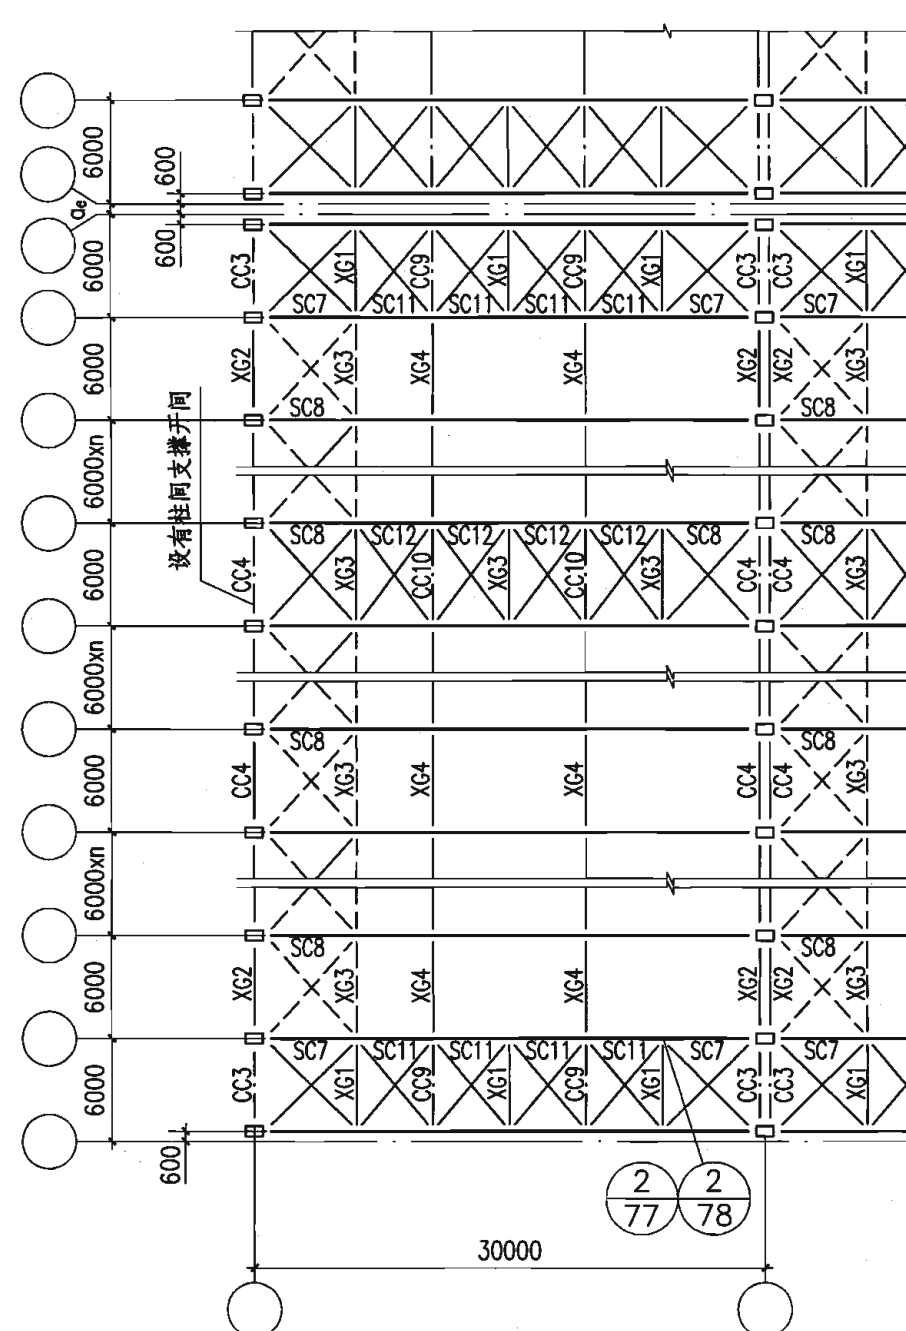 6000
600
ae
600
6000
CC3
XG1
CC9
XG1
CC9
XG1
CC3
CC3
XG1
SC7
SC11
SC11
SC11
SC11
SC7
SC7
6000
XG2
XG3
XG4
XG4
XG2
XG2
XG3
SC8
SC8
设有柱间支撑开间
6000xn
SC8
SC12
SC12
SC12
SC12
SC8
SC8
6000
CC4
XG3
CC10
XG3
CC10
XG3
CC4
CC4
XG3
6000xn
SC8
SC8
6000
CC4
XG3
XG4
XG4
CC4
CC4
XG3
6000xn
SC8
SC8
6000
XG2
XG3
XG4
XG4
XG2
XG2
XG3
SC7
SC11
SC11
SC11
SC11
SC7
SC7
6000
CC3
XG1
CC9
XG1
CC9
XG1
CC3
CC3
XG1
600
2
77
2
78
30000